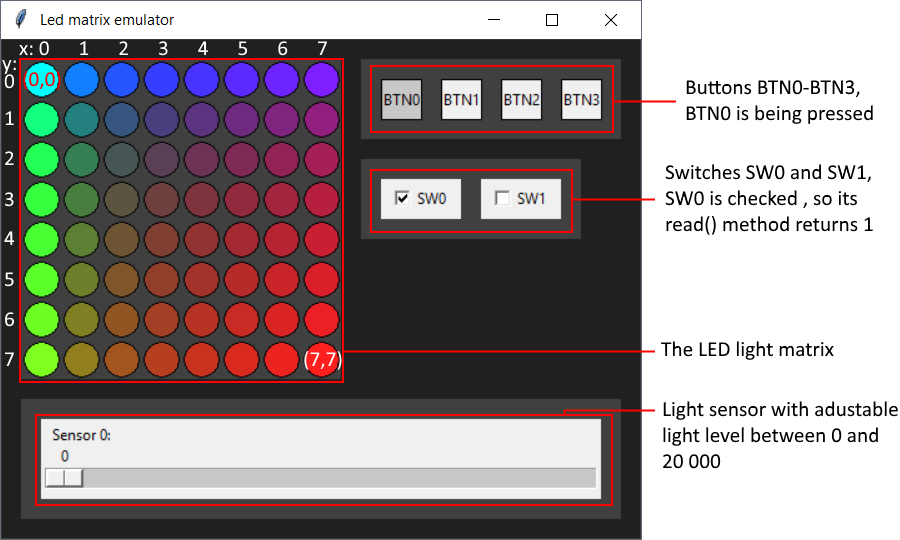 Led matrix emulator
x: 0 1 2 3 4 5 6 7
y:
0 (0,0)
1
2
3
4
5
6
7 (7,7)
BTN0 BTN1 BTN2 BTN3
SW0 SW1
Sensor 0:
0
Buttons BTN0-BTN3,
BTN0 is being pressed
Switches SW0 and SW1,
SW0 is checked , so its
read() method returns 1
The LED light matrix
Light sensor with adustable
light level between 0 and
20 000